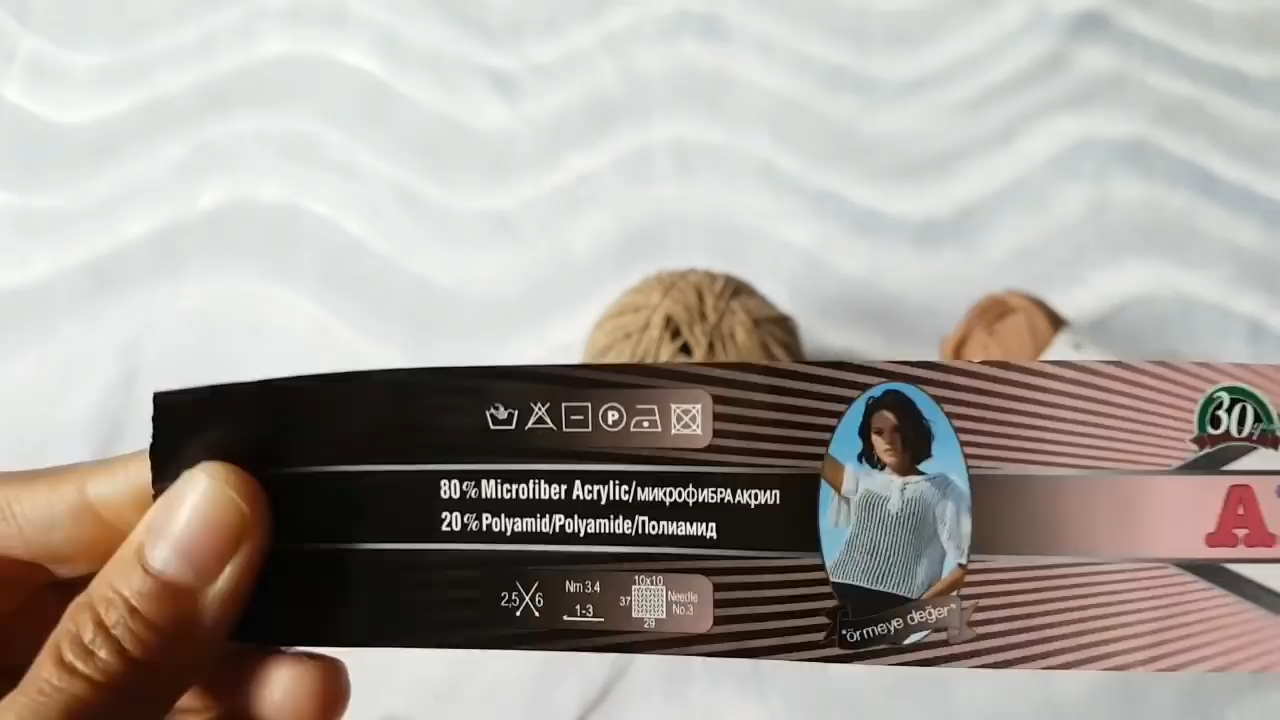 P
80% Microfiber Acrylic/МИКРОФИБРА АКРИЛ
20% Polyamid/Polyamide/Полиамид
2,5 6
Nm 3.4
1-3
10x10
37
29
Needle
No.3
"örmeye değer"
30g
A